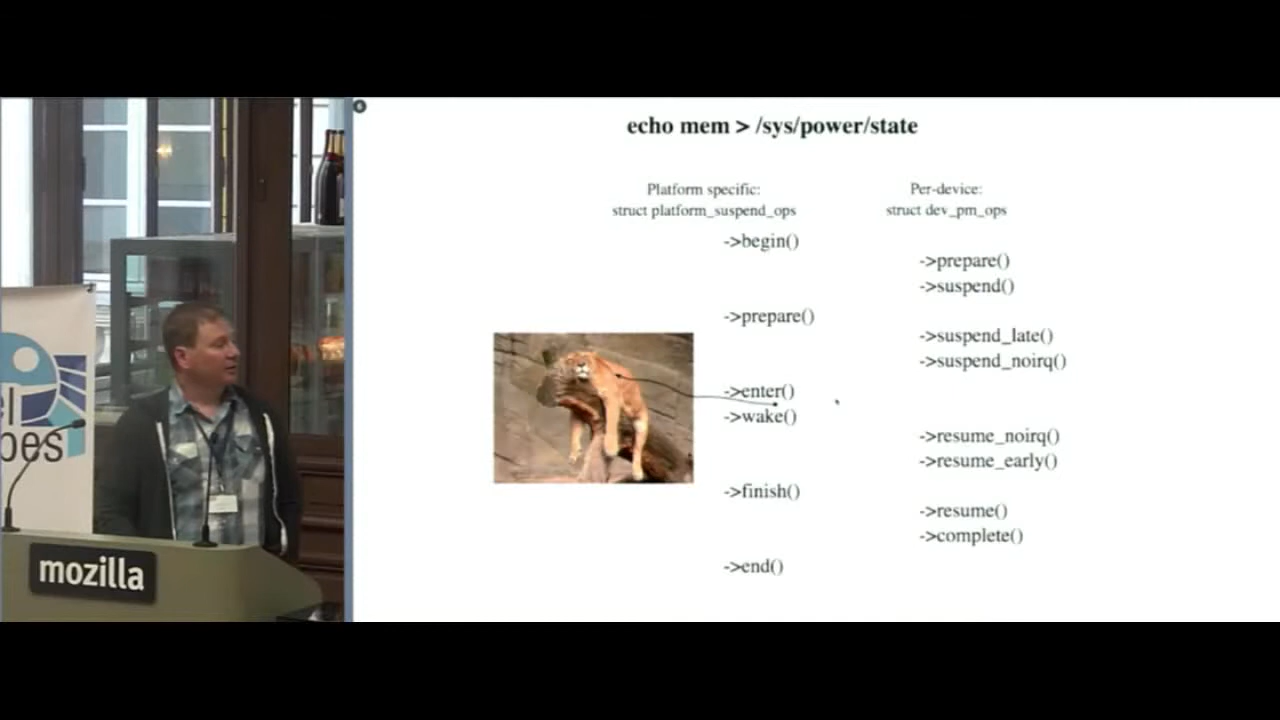 6
echo mem > /sys/power/state
Platform specific:
struct platform_suspend_ops
Per-device:
struct dev_pm_ops
->begin()
->prepare()
->suspend()
->prepare()
->suspend_late()
->suspend_noirq()
->enter()
->wake()
->resume_noirq()
->resume_early()
->finish()
->resume()
->complete()
->end()
mozilla